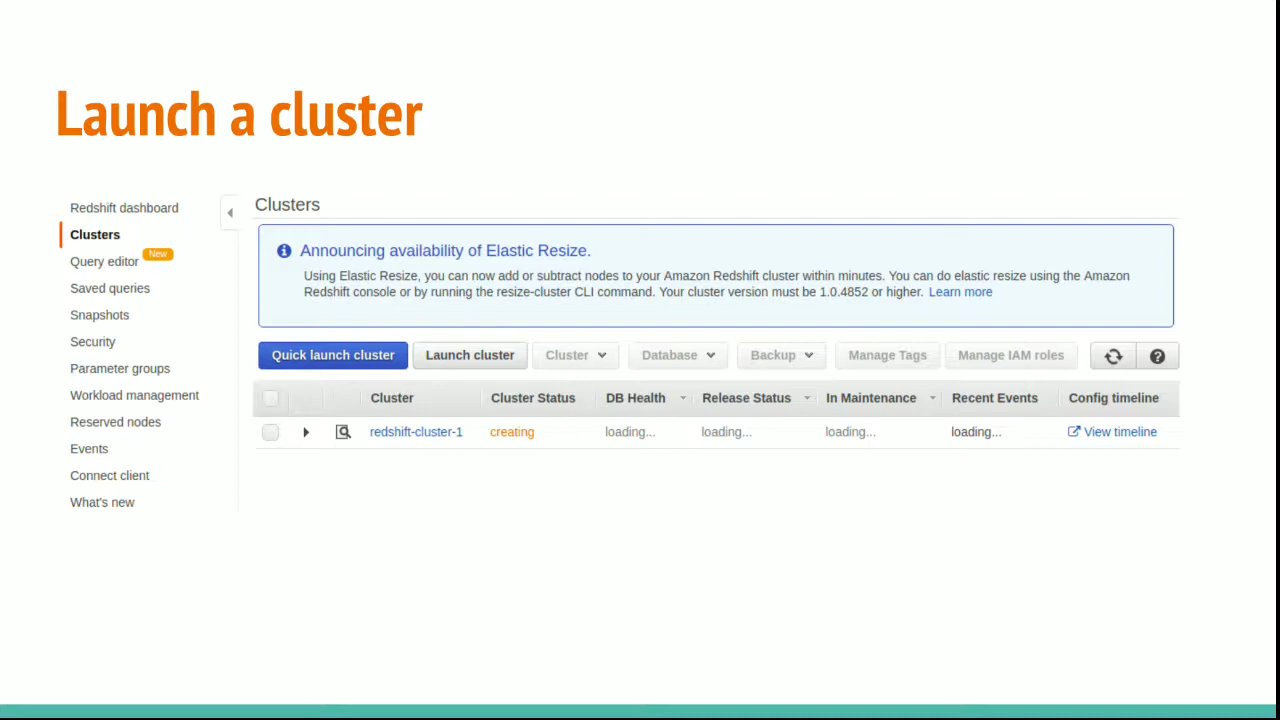 Launch a cluster
Redshift dashboard
Clusters
Query editor New
Saved queries
Snapshots
Security
Parameter groups
Workload management
Reserved nodes
Events
Connect client
What's new
Clusters
Announcing availability of Elastic Resize.
Using Elastic Resize, you can now add or subtract nodes to your Amazon Redshift cluster within minutes. You can do elastic resize using the Amazon
Redshift console or by running the resize-cluster CLI command. Your cluster version must be 1.0.4852 or higher. Learn more
Quick launch cluster Launch cluster Cluster Database Backup Manage Tags Manage IAM roles
Cluster Cluster Status DB Health Release Status In Maintenance Recent Events Config timeline
redshift-cluster-1 creating loading... loading... loading... loading... View timeline